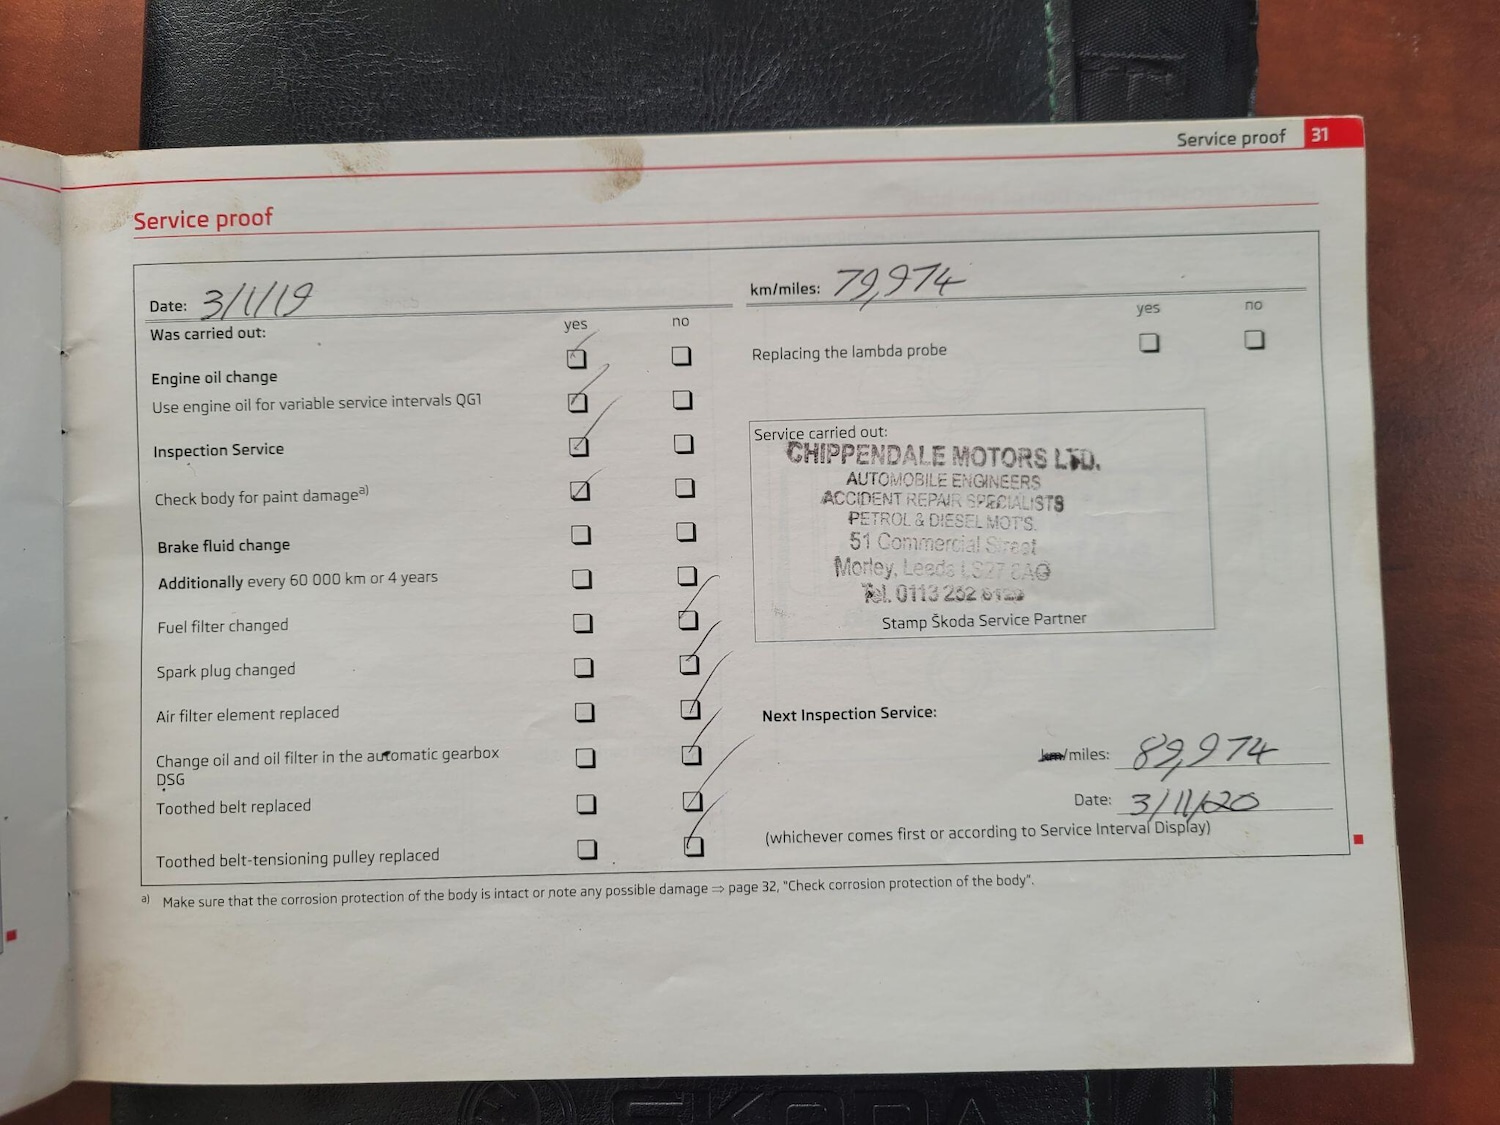 Service proof 31
Service proof
Date: 3/1/19
km/miles: 79,974
Was carried out:
yes no
yes no
Engine oil change
Replacing the lambda probe
Use engine oil for variable service intervals QG1
Inspection Service
Check body for paint damage a)
Brake fluid change
Additionally every 60 000 km or 4 years
Fuel filter changed
Spark plug changed
Air filter element replaced
Change oil and oil filter in the automatic gearbox
DSG
Toothed belt replaced
Toothed belt-tensioning pulley replaced
Service carried out:
CHIPPENDALE MOTORS LTD.
AUTOMOBILE ENGINEERS
ACCIDENT REPAIR SPECIALISTS
PETROL & DIESEL MOT'S.
51 Commercial Street
Morley, Leeds LS27
Tel. 0113 252
Stamp Škoda Service Partner
Next Inspection Service:
km/miles: 89,974
Date: 3/11/20
(whichever comes first or according to Service Interval Display)
a) Make sure that the corrosion protection of the body is intact or note any possible damage ⇒ page 32, "Check corrosion protection of the body".
SKODA